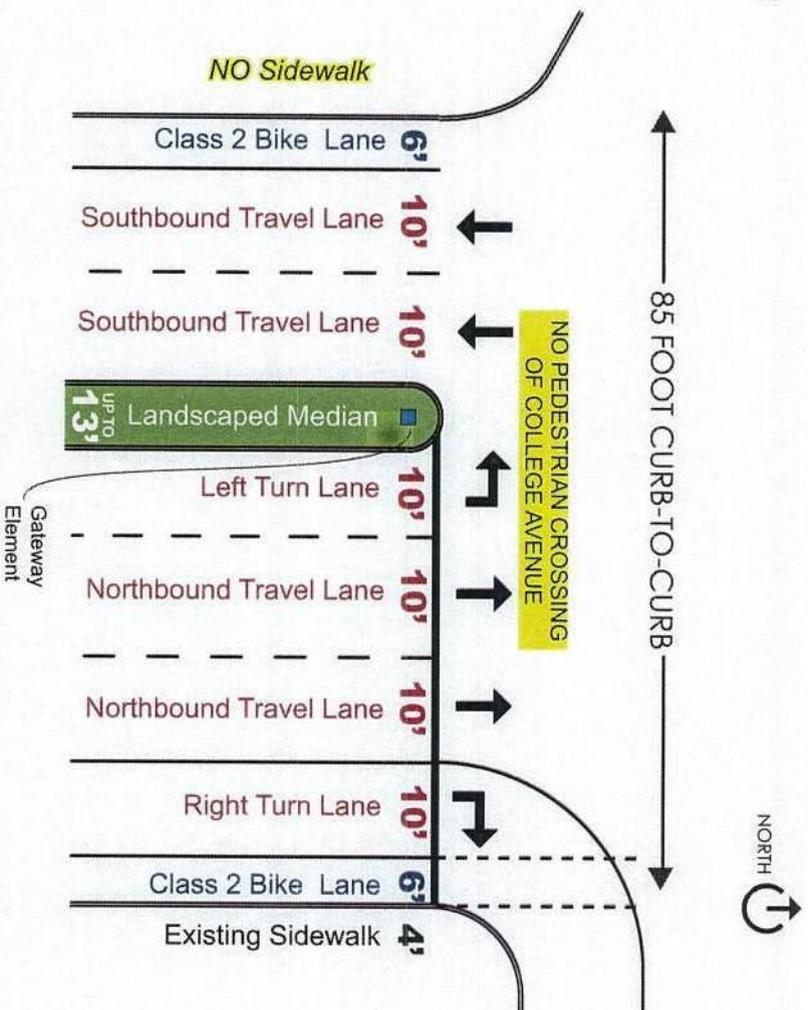 NO Sidewalk
Class 2 Bike Lane 6'
Southbound Travel Lane 10'
Southbound Travel Lane 10'
UP TO
13'
Landscaped Median
Left Turn Lane 10'
Northbound Travel Lane 10'
Northbound Travel Lane 10'
Right Turn Lane 10'
Class 2 Bike Lane 6'
Existing Sidewalk 4'
Gateway
Element
NO PEDESTRIAN CROSSING
OF COLLEGE AVENUE
85 FOOT CURB-TO-CURB
NORTH